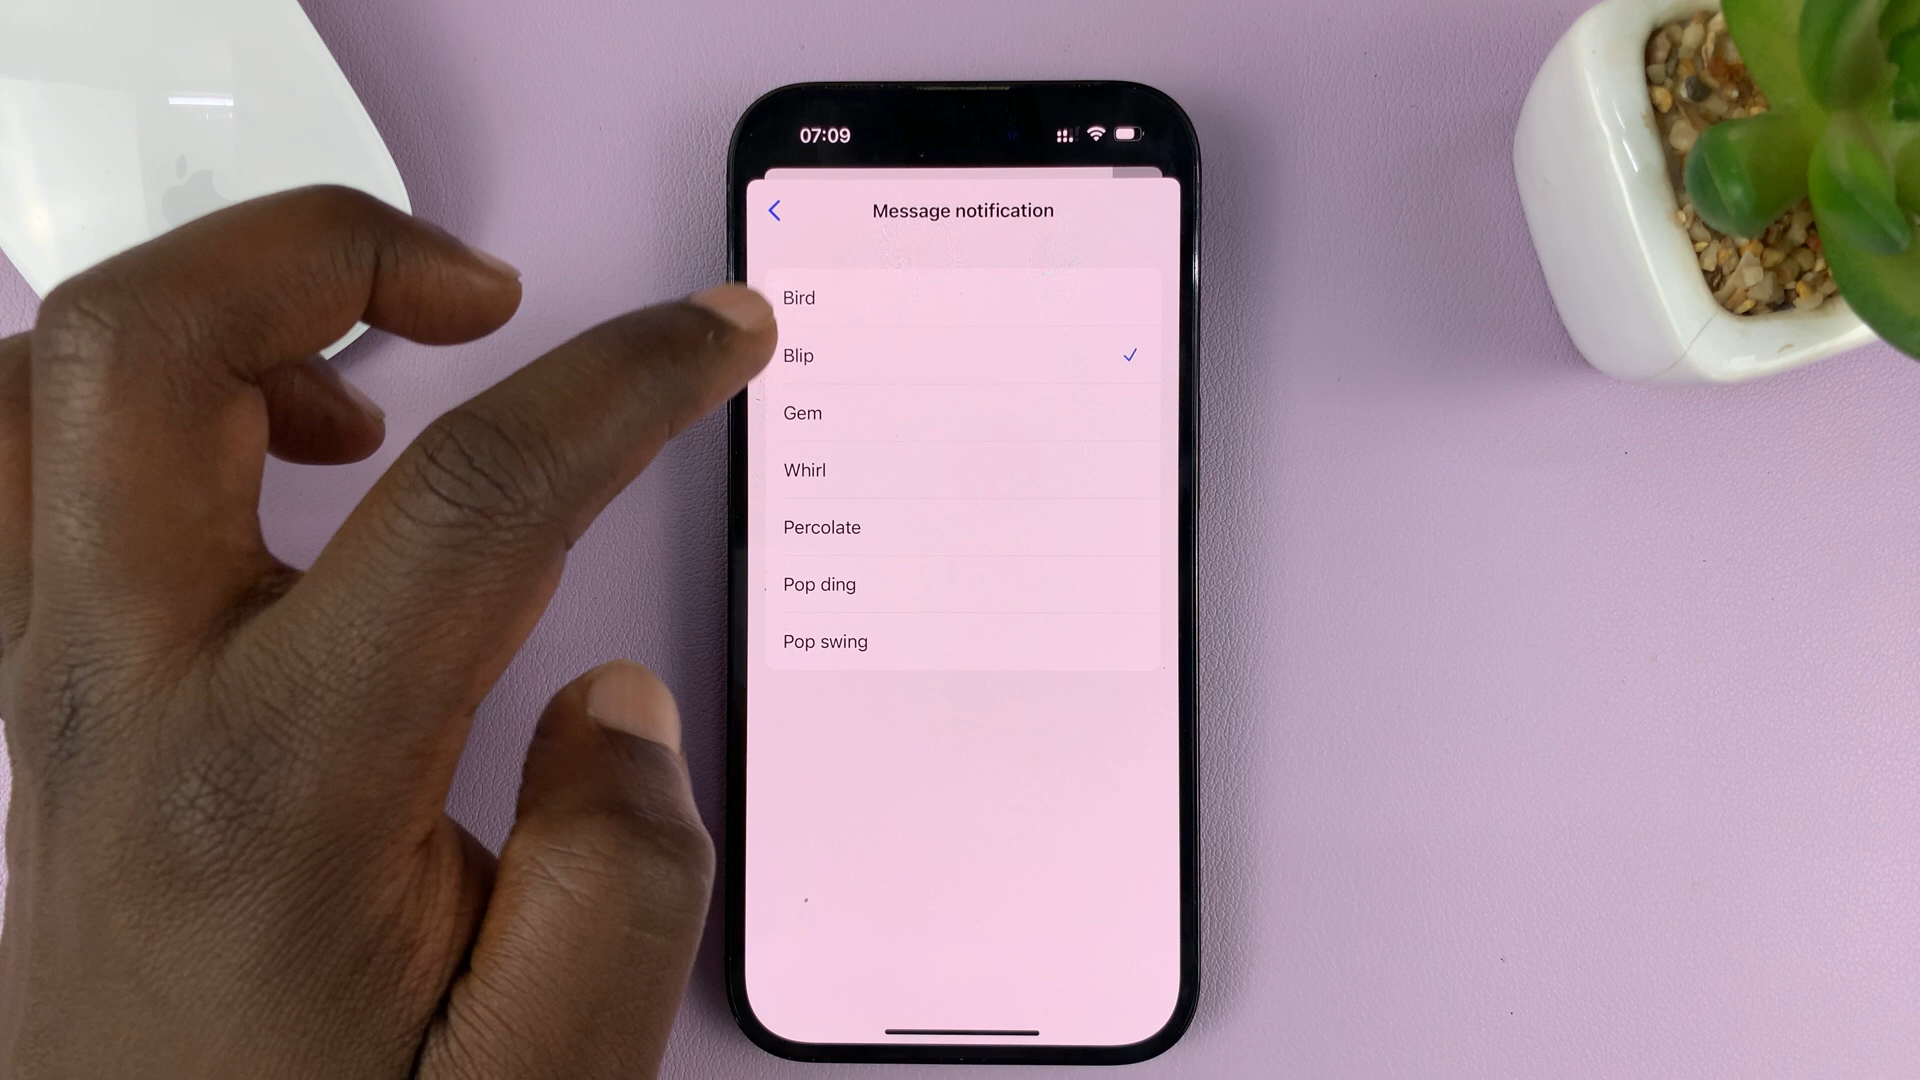 07:09
Message notification
Bird
Blip
Gem
Whirl
Percolate
Pop ding
Pop swing